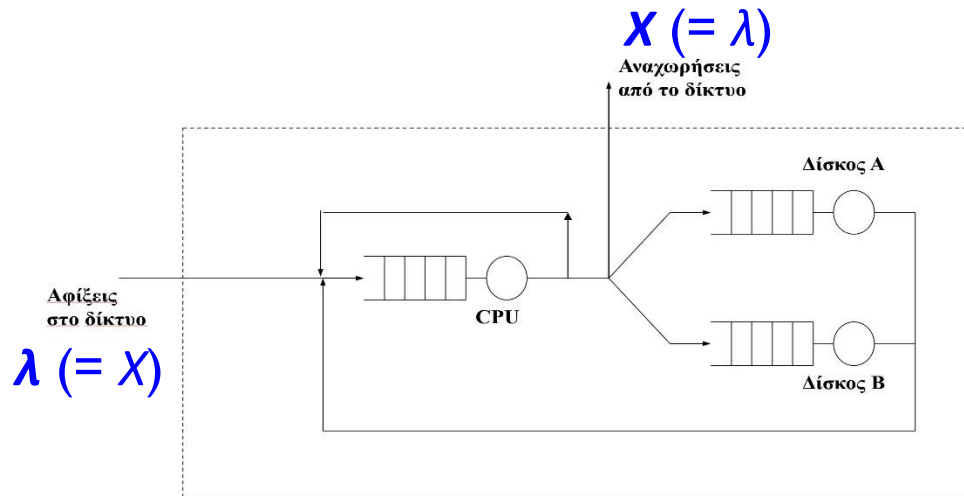 X (= λ)
Αναχωρήσεις
από το δίκτυο
Δίσκος Α
CPU
Αφίξεις
στο δίκτυο
λ (= X)
Δίσκος Β